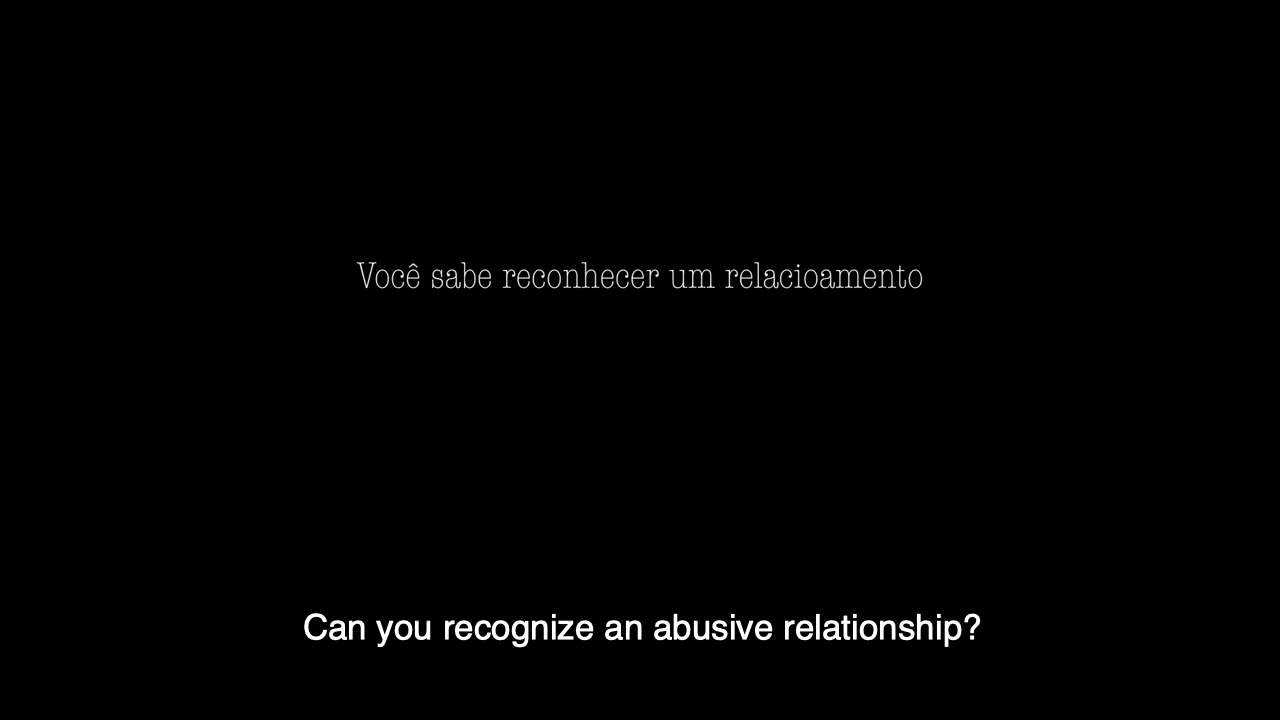 Você sabe reconhecer um relacioamento
Can you recognize an abusive relationship?